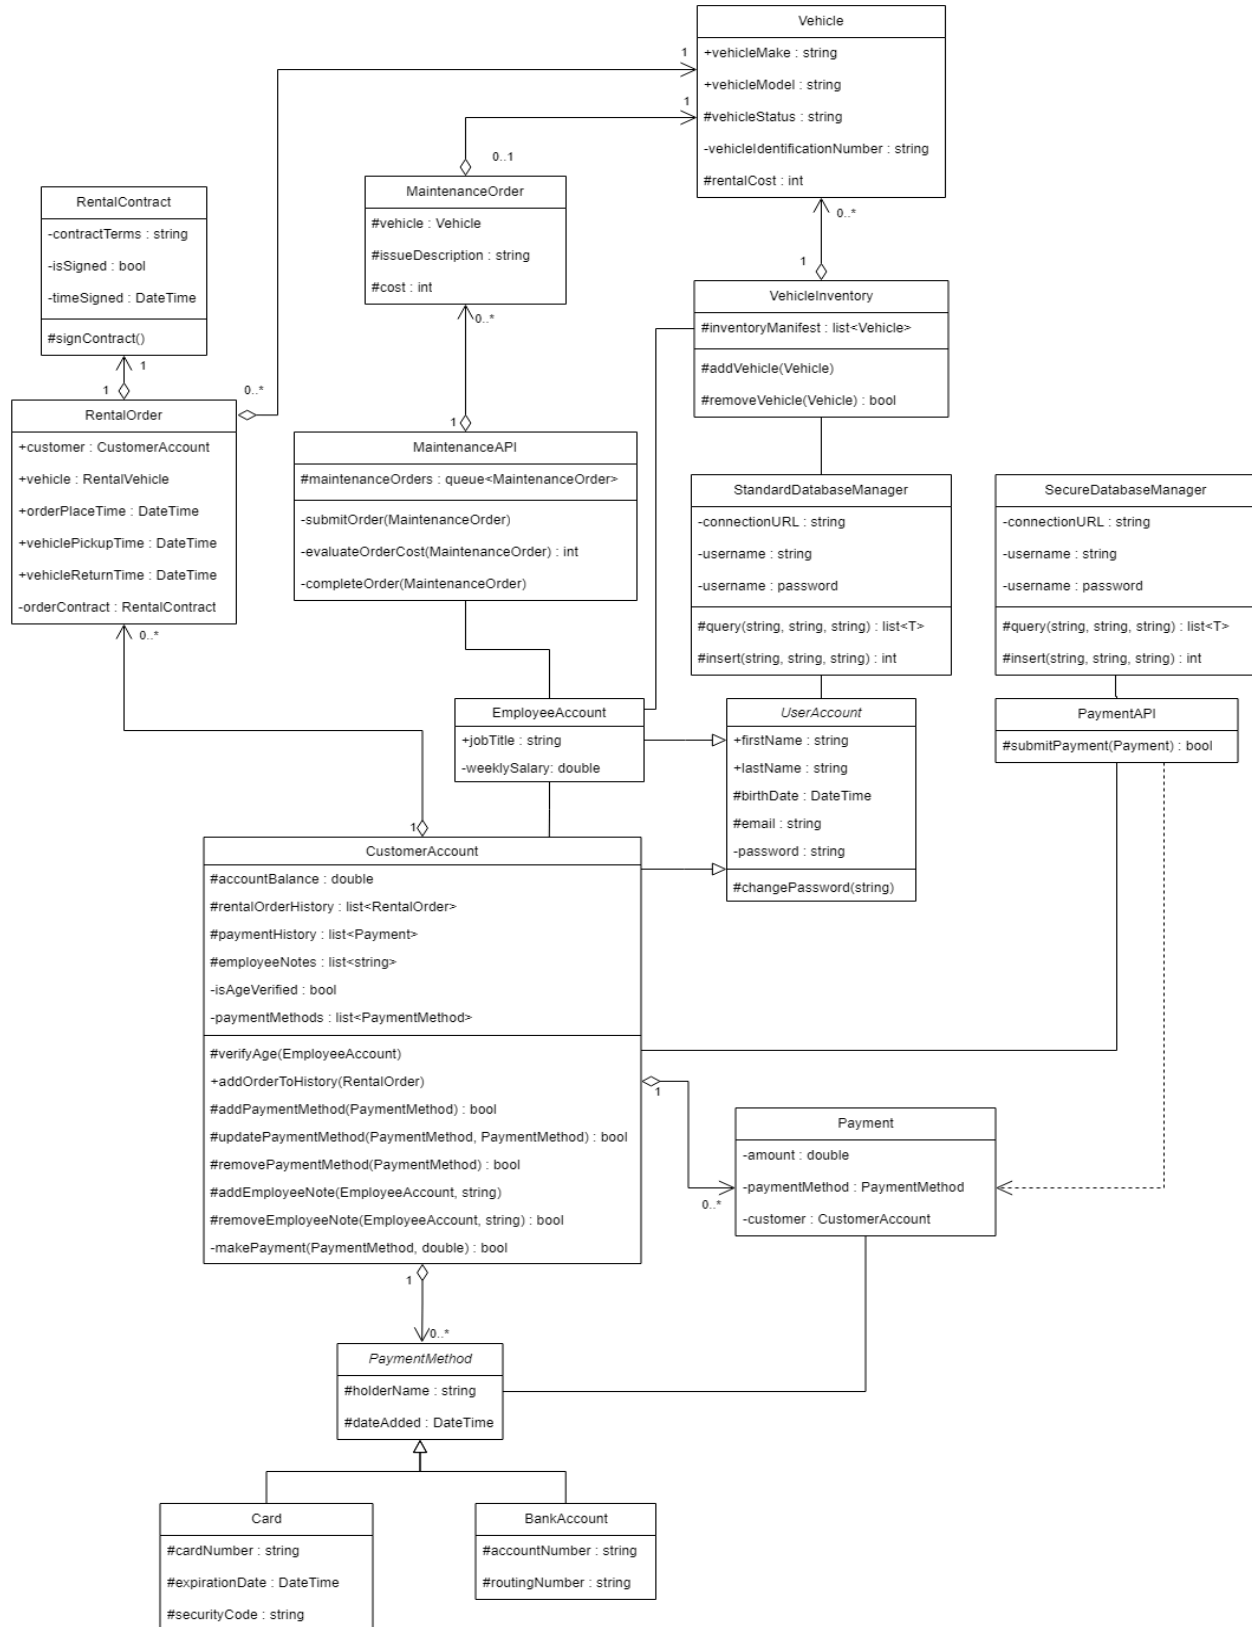 Vehicle
+vehicleMake : string
+vehicleModel : string
#vehicleStatus : string
-vehicleIdentificationNumber : string
#rentalCost : int
1
1
0..1
0..*
1
RentalContract
-contractTerms : string
-isSigned : bool
-timeSigned : DateTime
#signContract()
1
1
0..*
MaintenanceOrder
#vehicle : Vehicle
#issueDescription : string
#cost : int
0..*
1
VehicleInventory
#inventoryManifest : list<Vehicle>
#addVehicle(Vehicle)
#removeVehicle(Vehicle) : bool
RentalOrder
+customer : CustomerAccount
+vehicle : RentalVehicle
+orderPlaceTime : DateTime
+vehiclePickupTime : DateTime
+vehicleReturnTime : DateTime
-orderContract : RentalContract
0..*
MaintenanceAPI
#maintenanceOrders : queue<MaintenanceOrder>
-submitOrder(MaintenanceOrder)
-evaluateOrderCost(MaintenanceOrder) : int
-completeOrder(MaintenanceOrder)
StandardDatabaseManager
-connectionURL : string
-username : string
-username : password
#query(string, string, string) : list<T>
#insert(string, string, string) : int
SecureDatabaseManager
-connectionURL : string
-username : string
-username : password
#query(string, string, string) : list<T>
#insert(string, string, string) : int
EmployeeAccount
+jobTitle : string
-weeklySalary: double
UserAccount
+firstName : string
+lastName : string
#birthDate : DateTime
#email : string
-password : string
#changePassword(string)
PaymentAPI
#submitPayment(Payment) : bool
1
CustomerAccount
#accountBalance : double
#rentalOrderHistory : list<RentalOrder>
#paymentHistory : list<Payment>
#employeeNotes : list<string>
-isAgeVerified : bool
-paymentMethods : list<PaymentMethod>
#verifyAge(EmployeeAccount)
+addOrderToHistory(RentalOrder)
#addPaymentMethod(PaymentMethod) : bool
#updatePaymentMethod(PaymentMethod, PaymentMethod) : bool
#removePaymentMethod(PaymentMethod) : bool
#addEmployeeNote(EmployeeAccount, string)
#removeEmployeeNote(EmployeeAccount, string) : bool
-makePayment(PaymentMethod, double) : bool
1
0..*
Payment
-amount : double
-paymentMethod : PaymentMethod
-customer : CustomerAccount
1
0..*
PaymentMethod
#holderName : string
#dateAdded : DateTime
Card
#cardNumber : string
#expirationDate : DateTime
#securityCode : string
BankAccount
#accountNumber : string
#routingNumber : string